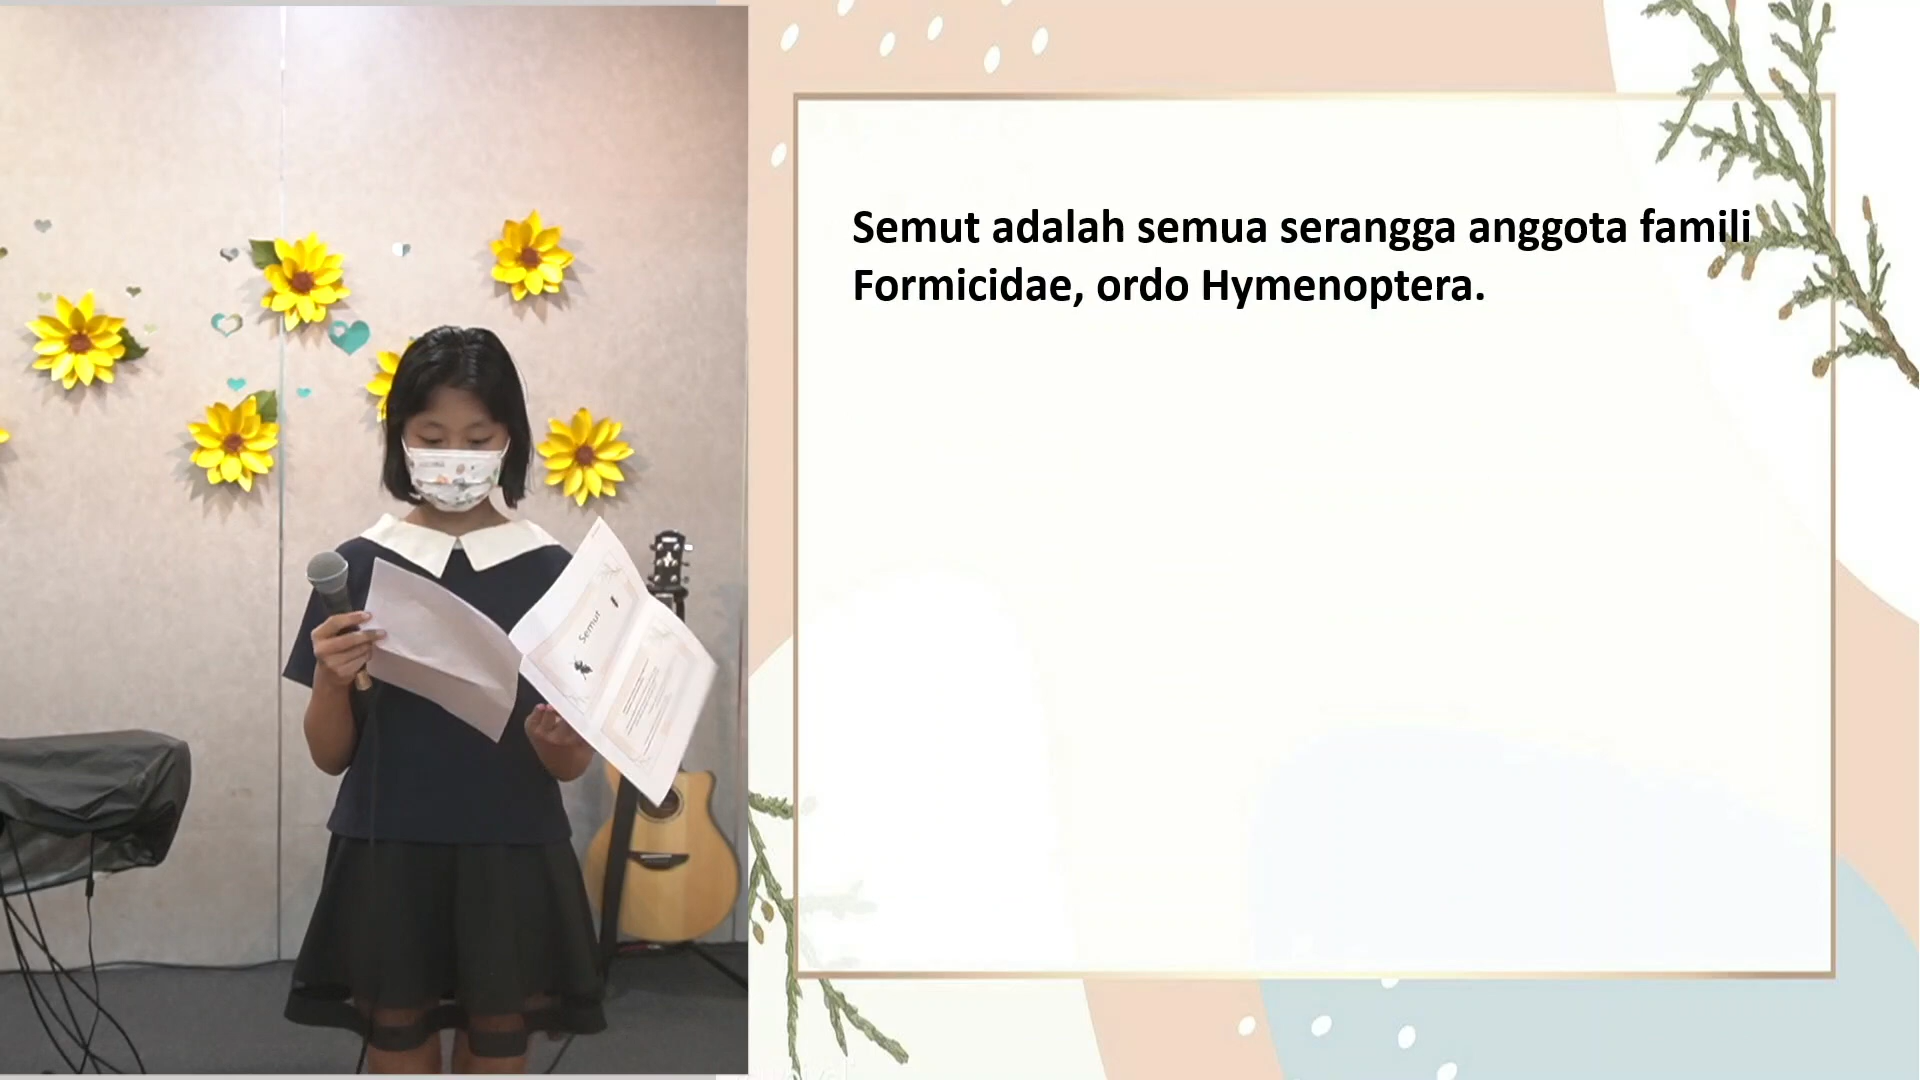 Semut adalah semua serangga anggota famili
Formicidae, ordo Hymenoptera.
Semut